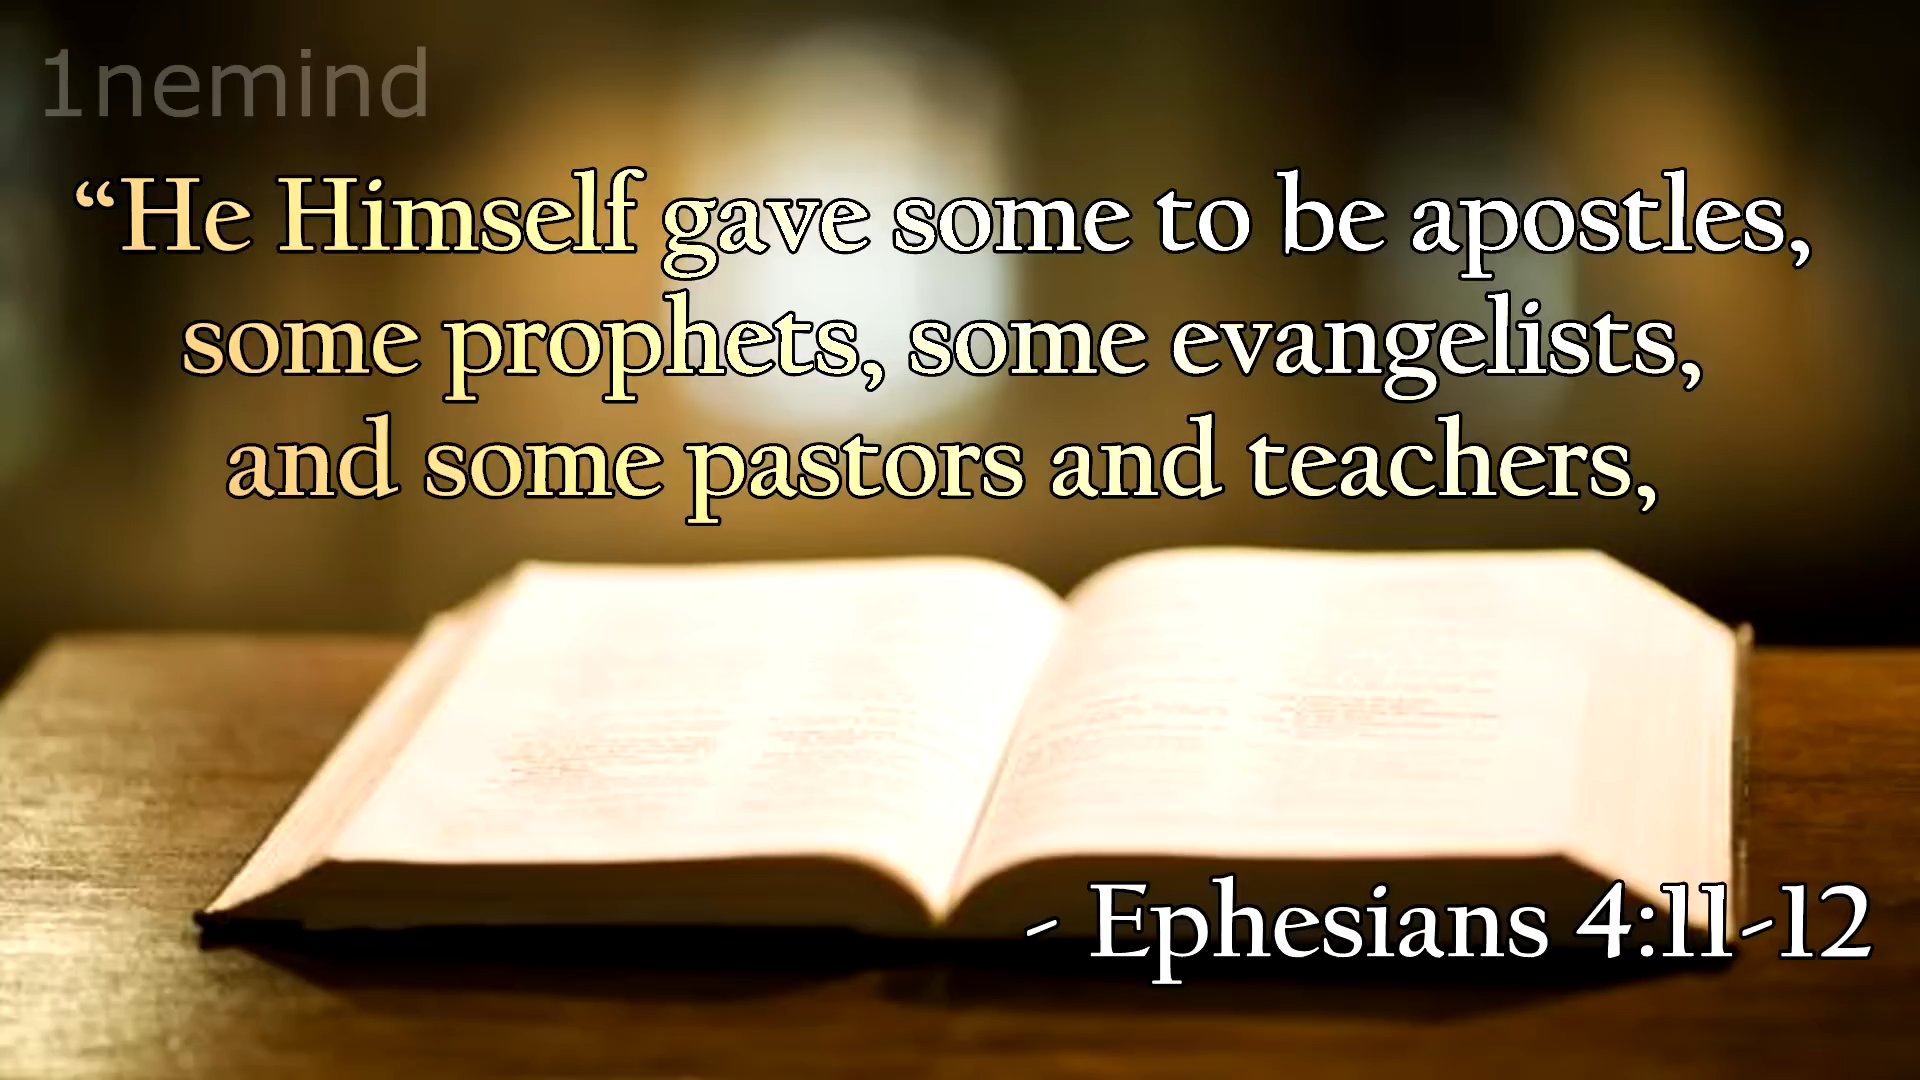 1nemind
“He Himself gave some to be apostles,
some prophets, some evangelists,
and some pastors and teachers,
- Ephesians 4:11-12